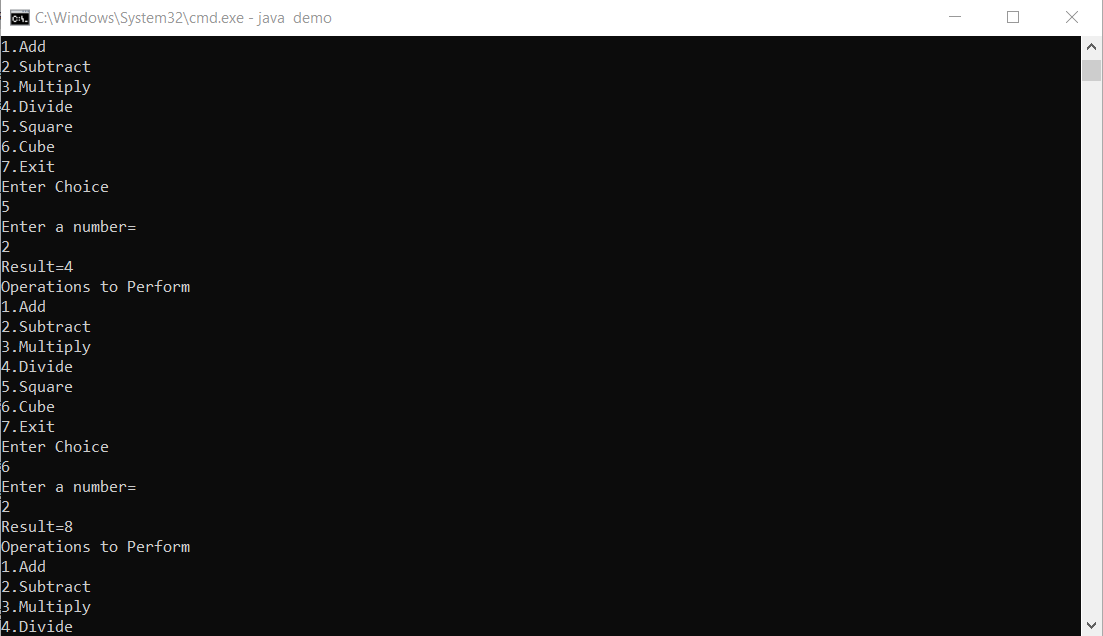 C:\Windows\System32\cmd.exe - java  demo
1.Add
2.Subtract
3.Multiply
4.Divide
5.Square
6.Cube
7.Exit
Enter Choice
5
Enter a number=
2
Result=4
Operations to Perform
1.Add
2.Subtract
3.Multiply
4.Divide
5.Square
6.Cube
7.Exit
Enter Choice
6
Enter a number=
2
Result=8
Operations to Perform
1.Add
2.Subtract
3.Multiply
4.Divide